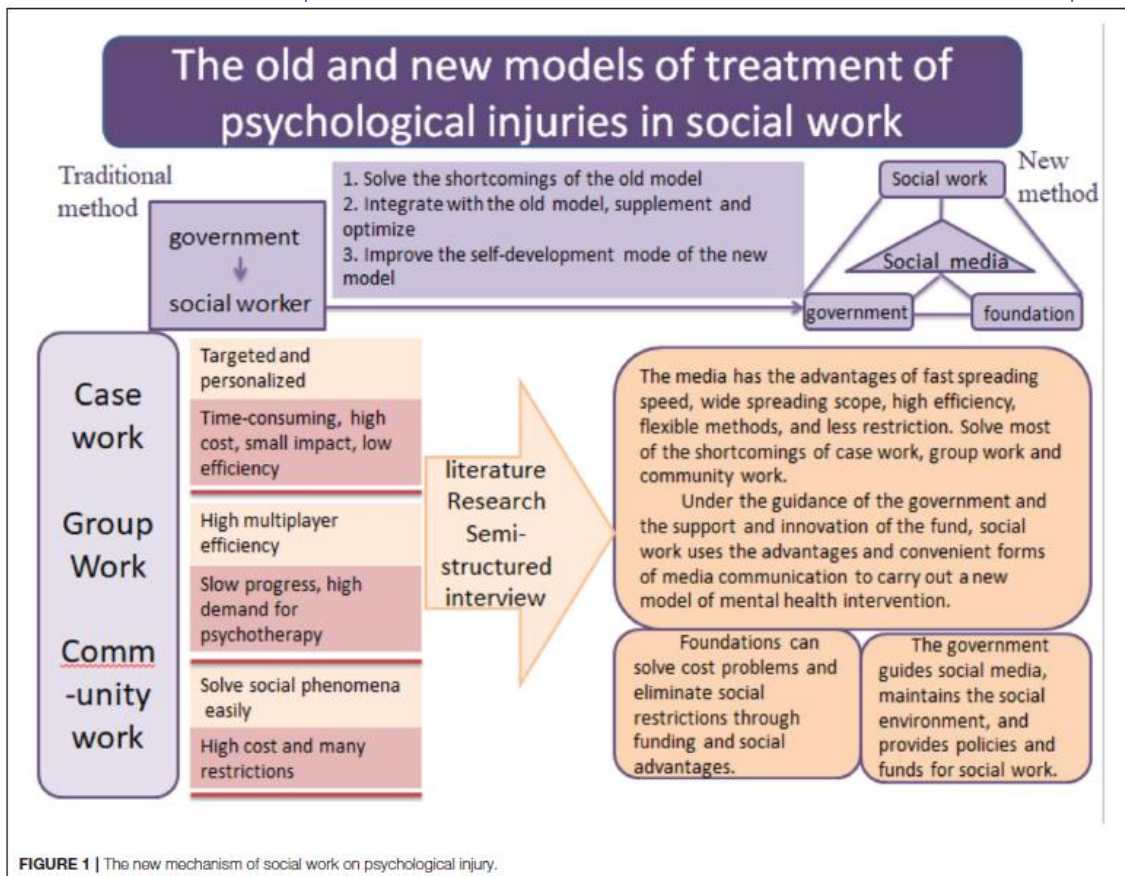 The old and new models of treatment of
psychological injuries in social work
Traditional
method
government
social worker
1. Solve the shortcomings of the old model
2. Integrate with the old model, supplement and
optimize
3. Improve the self-development mode of the new
model
New
method
Social work
Social media
government
foundation
Case
work
Group
Work
Comm
-unity
work
Targeted and
personalized
Time-consuming, high
cost, small impact, low
efficiency
High multiplayer
efficiency
Slow progress, high
demand for
psychotherapy
Solve social phenomena
easily
High cost and many
restrictions
literature
Research
Semi-
structured
interview
The media has the advantages of fast spreading
speed, wide spreading scope, high efficiency,
flexible methods, and less restriction. Solve most
of the shortcomings of case work, group work and
community work.
Under the guidance of the government and
the support and innovation of the fund, social
work uses the advantages and convenient forms
of media communication to carry out a new
model of mental health intervention.
Foundations can
solve cost problems and
eliminate social
restrictions through
funding and social
advantages.
The government
guides social media,
maintains the social
environment, and
provides policies and
funds for social work.
FIGURE 1 | The new mechanism of social work on psychological injury.